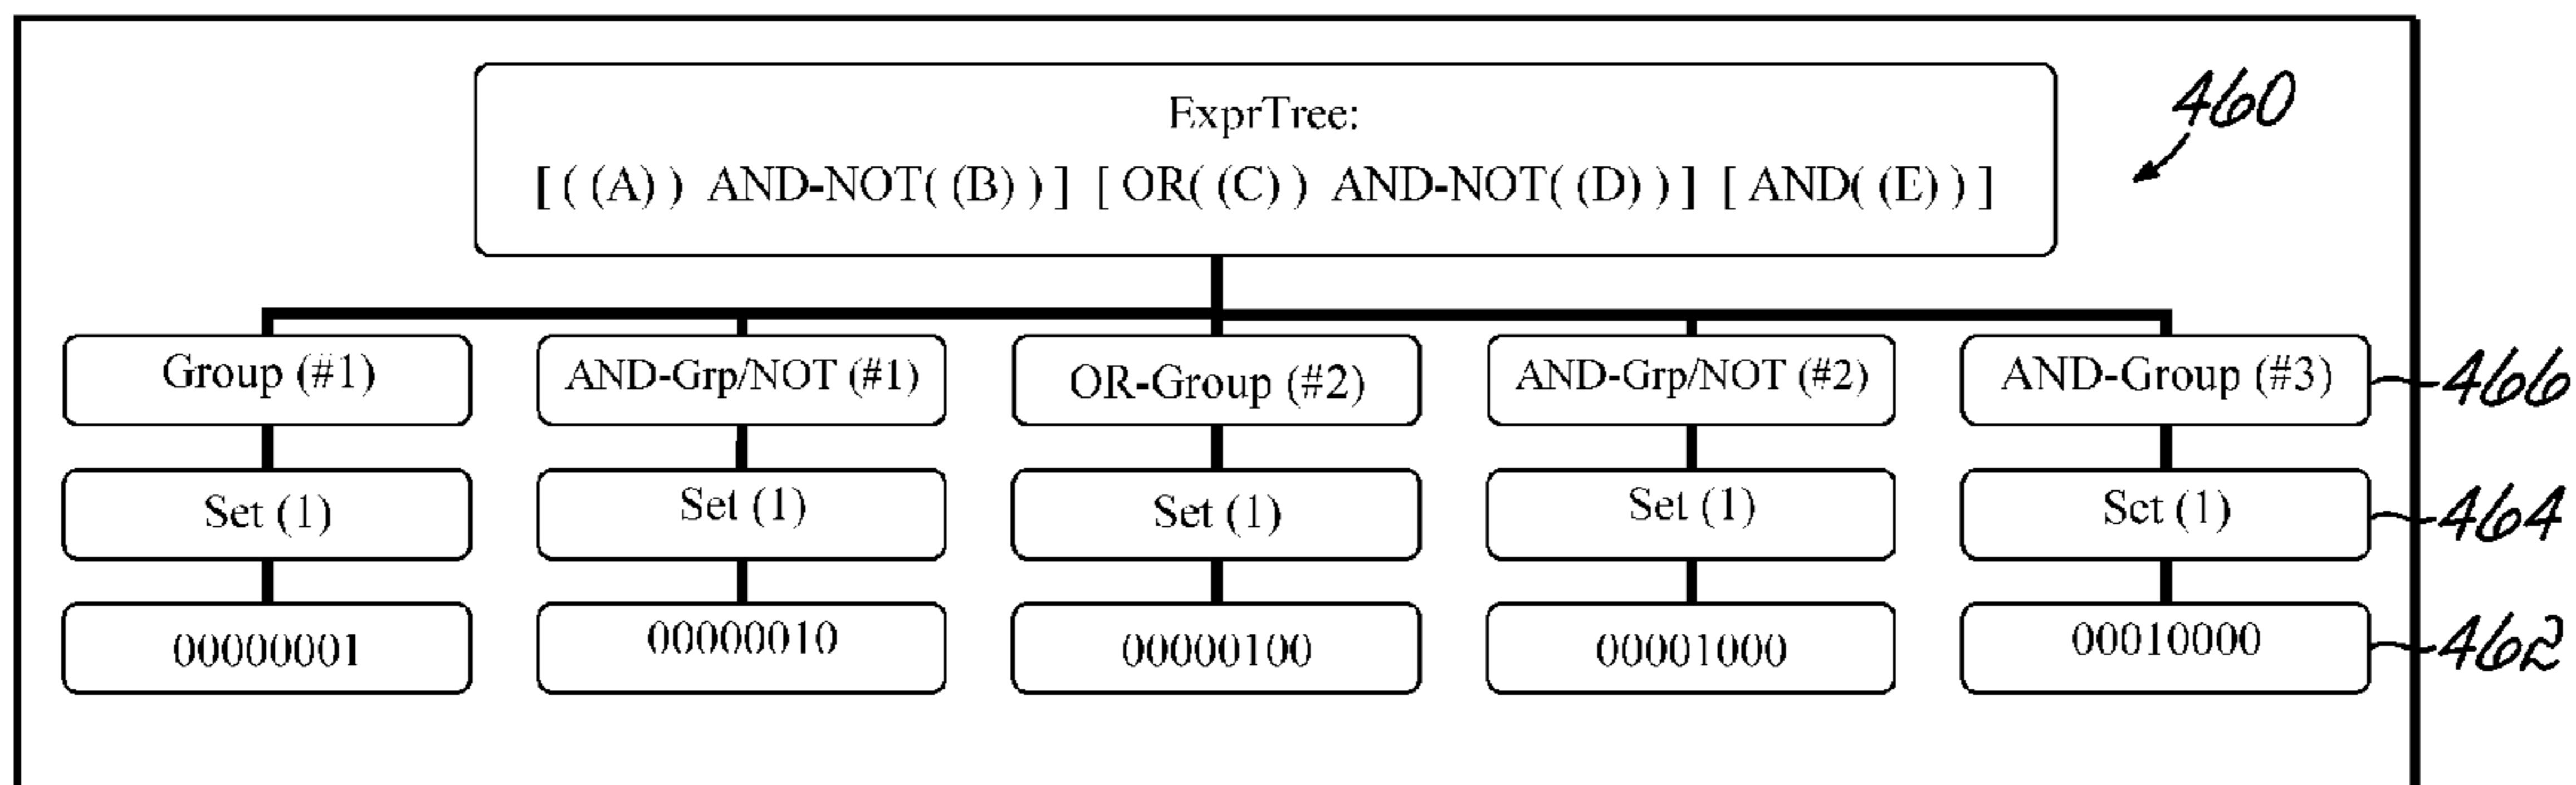 ExprTree:
460
[ ( (A) ) AND-NOT( (B) ) ] [ OR( (C) ) AND-NOT( (D) ) ] [ AND( (E) ) ]
Group (#1) AND-Grp/NOT (#1) OR-Group (#2) AND-Grp/NOT (#2) AND-Group (#3) 466
Set (1) Set (1) Set (1) Set (1) Set (1) 464
00000001 00000010 00000100 00001000 00010000 462